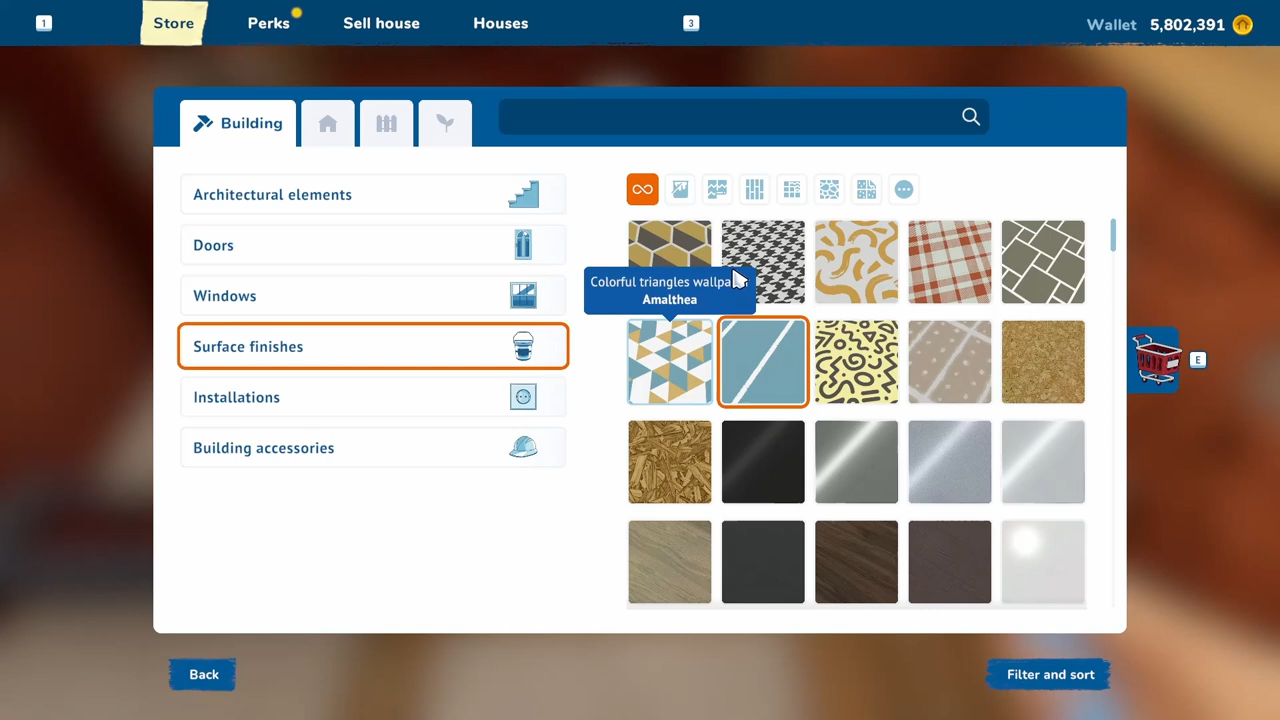 1
Store
Perks
Sell house
Houses
3
Wallet 5,802,391
Building
Architectural elements
Doors
Windows
Surface finishes
Installations
Building accessories
Colorful triangles
Amalthea
E
Back
Filter and sort